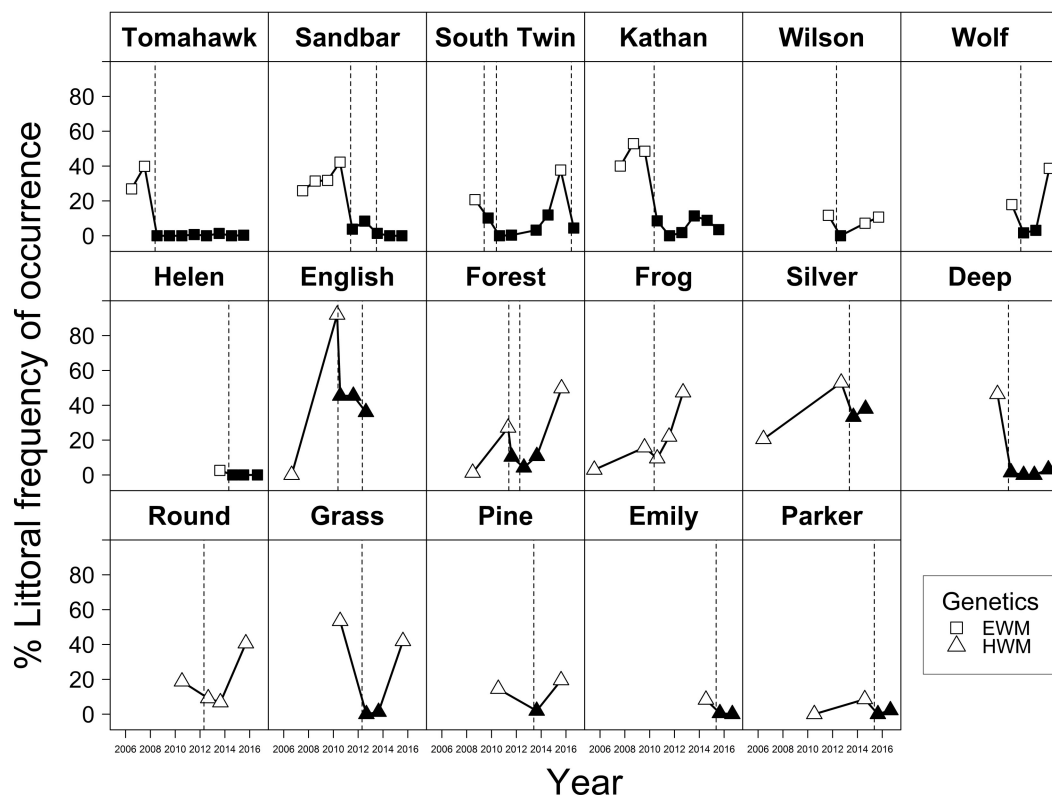 Tomahawk Sandbar South Twin Kathan Wilson Wolf
80
60
40
20
0
Helen English Forest Frog Silver Deep
80
60
40
20
0
Round Grass Pine Emily Parker
80
60
40
20
0
% Littoral frequency of occurrence
Genetics
EWM
HWM
2006 2008 2010 2012 2014 2016 2006 2008 2010 2012 2014 2016 2006 2008 2010 2012 2014 2016 2006 2008 2010 2012 2014 2016 2006 2008 2010 2012 2014 2016
Year